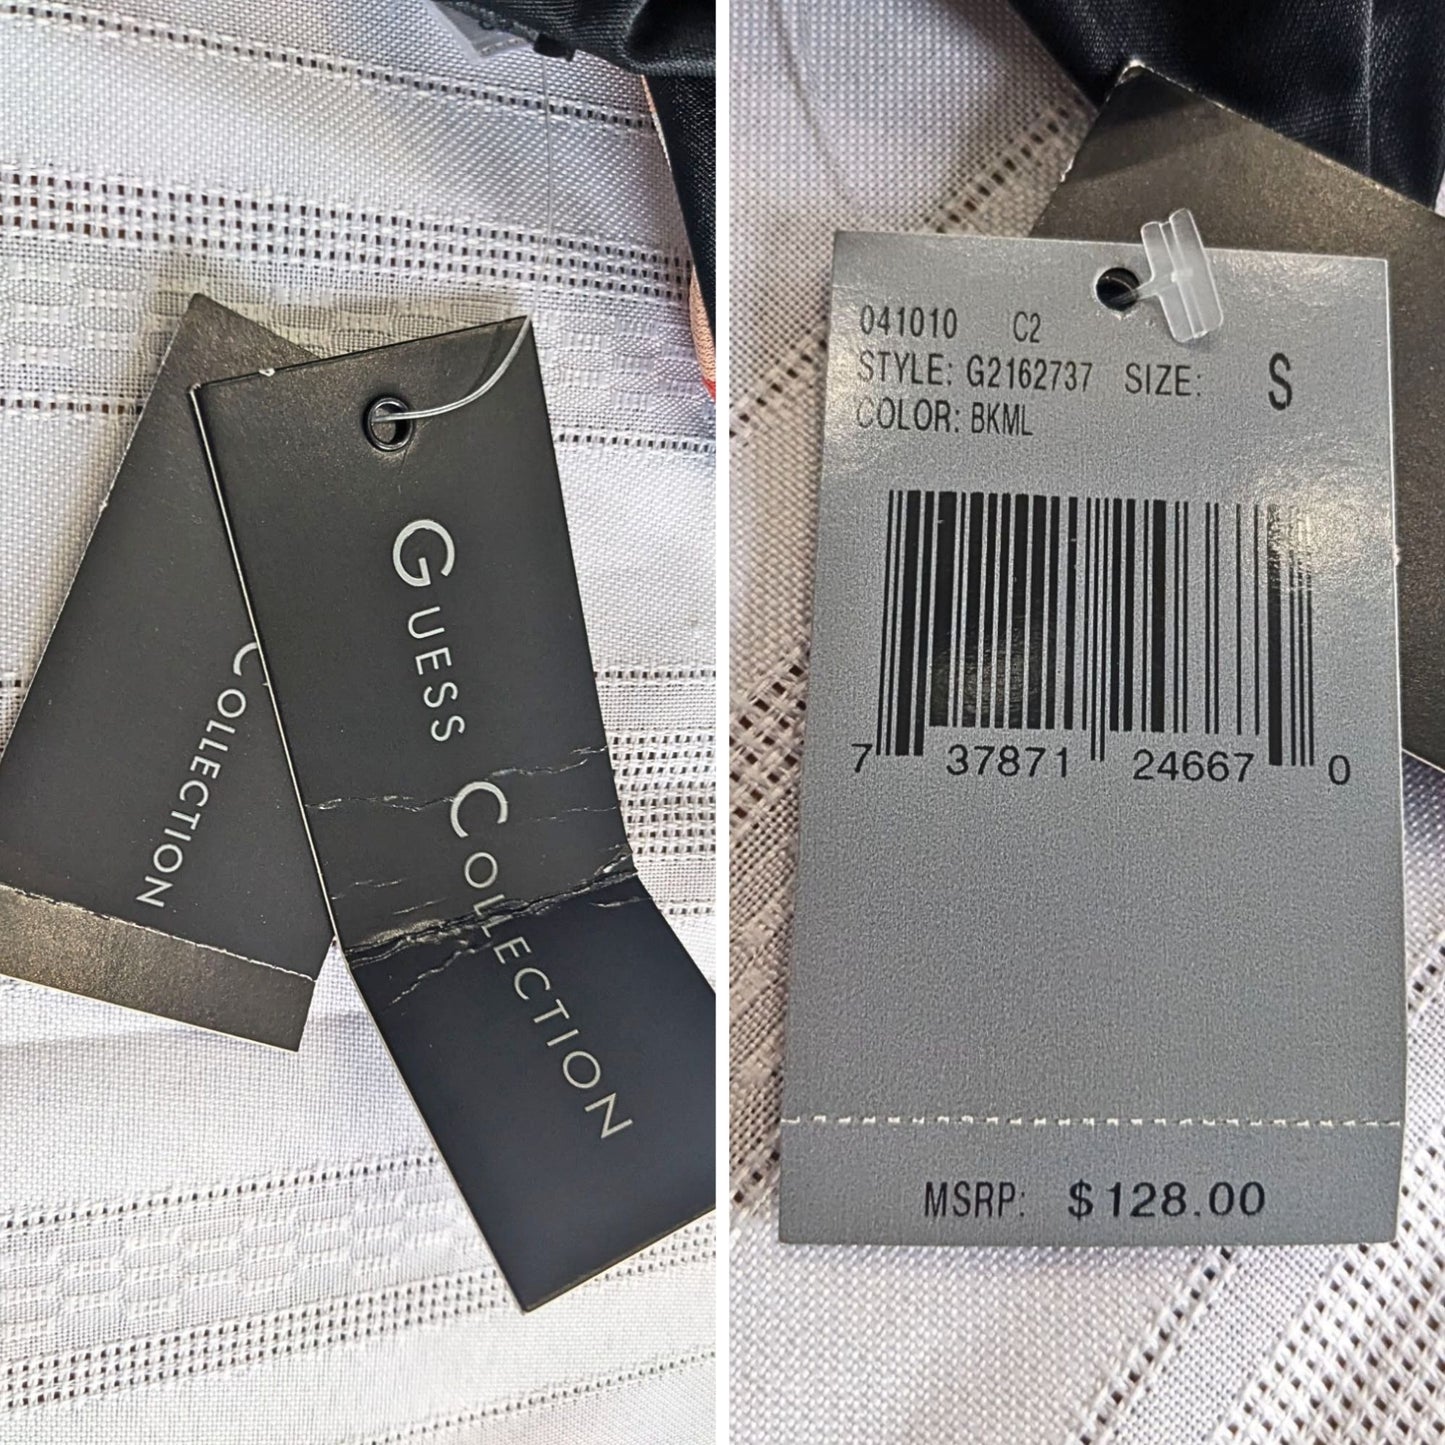 GUESS COLLECTION
COLLECTION
041010 C2
STYLE: G2162737 SIZE: S
COLOR: BKML
7 37871 24667 0
MSRP: $128.00